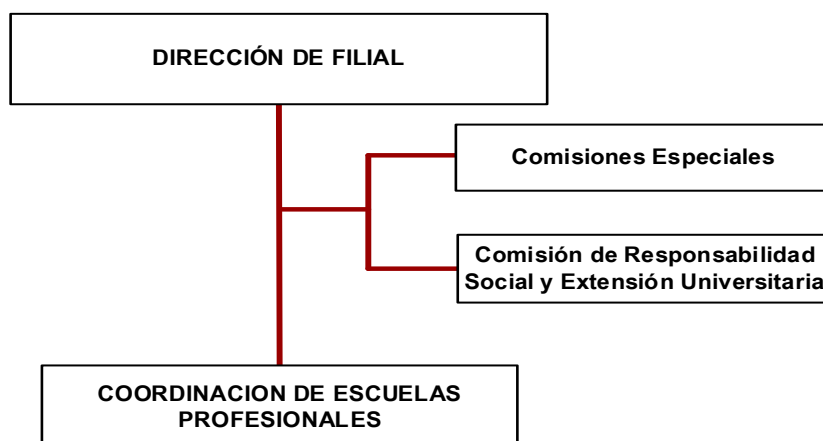 DIRECCIÓN DE FILIAL
Comisiones Especiales
Comisión de Responsabilidad
Social y Extensión Universitaria
COORDINACION DE ESCUELAS
PROFESIONALES